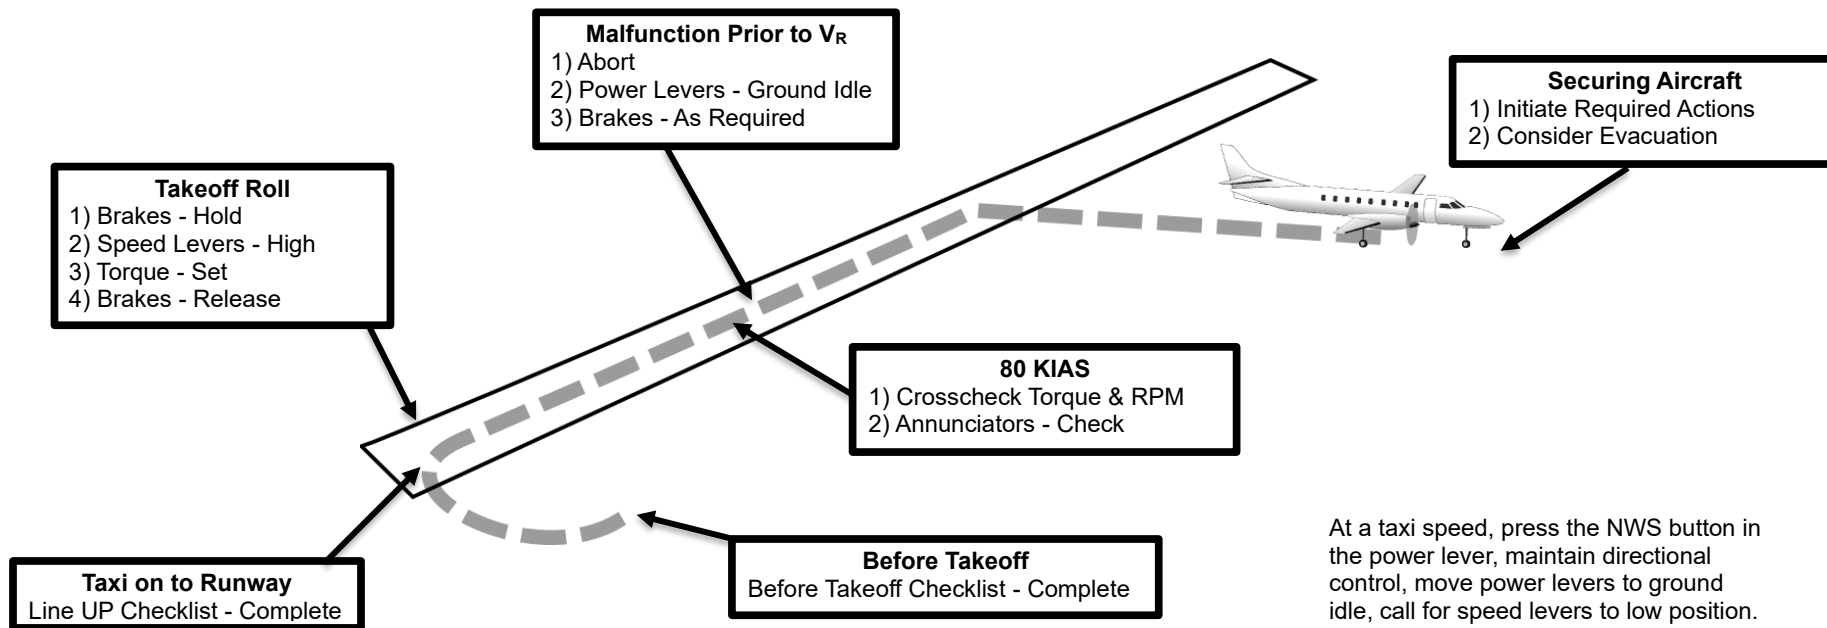 Malfunction Prior to VR
1) Abort
2) Power Levers - Ground Idle
3) Brakes - As Required
Securing Aircraft
1) Initiate Required Actions
2) Consider Evacuation
Takeoff Roll
1) Brakes - Hold
2) Speed Levers - High
3) Torque - Set
4) Brakes - Release
80 KIAS
1) Crosscheck Torque & RPM
2) Annunciators - Check
Taxi on to Runway
Line UP Checklist - Complete
Before Takeoff
Before Takeoff Checklist - Complete
At a taxi speed, press the NWS button in
the power lever, maintain directional
control, move power levers to ground
idle, call for speed levers to low position.